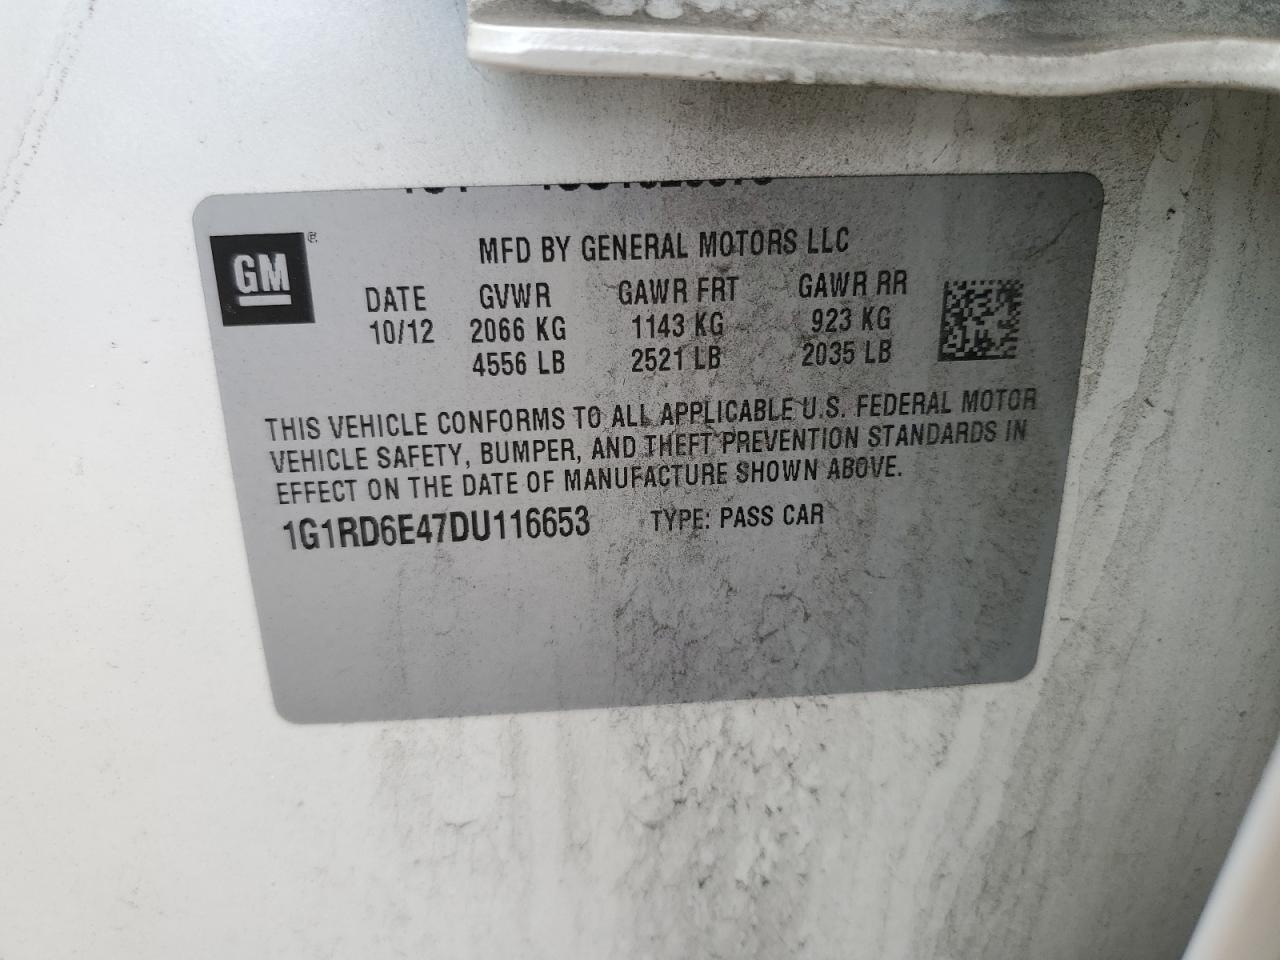 GM®
MFD BY GENERAL MOTORS LLC
DATE GVWR GAWR FRT GAWR RR
10/12 2066 KG 1143 KG 923 KG
4556 LB 2521 LB 2035 LB
THIS VEHICLE CONFORMS TO ALL APPLICABLE U.S. FEDERAL MOTOR
VEHICLE SAFETY, BUMPER, AND THEFT PREVENTION STANDARDS IN
EFFECT ON THE DATE OF MANUFACTURE SHOWN ABOVE.
1G1RD6E47DU116653 TYPE: PASS CAR